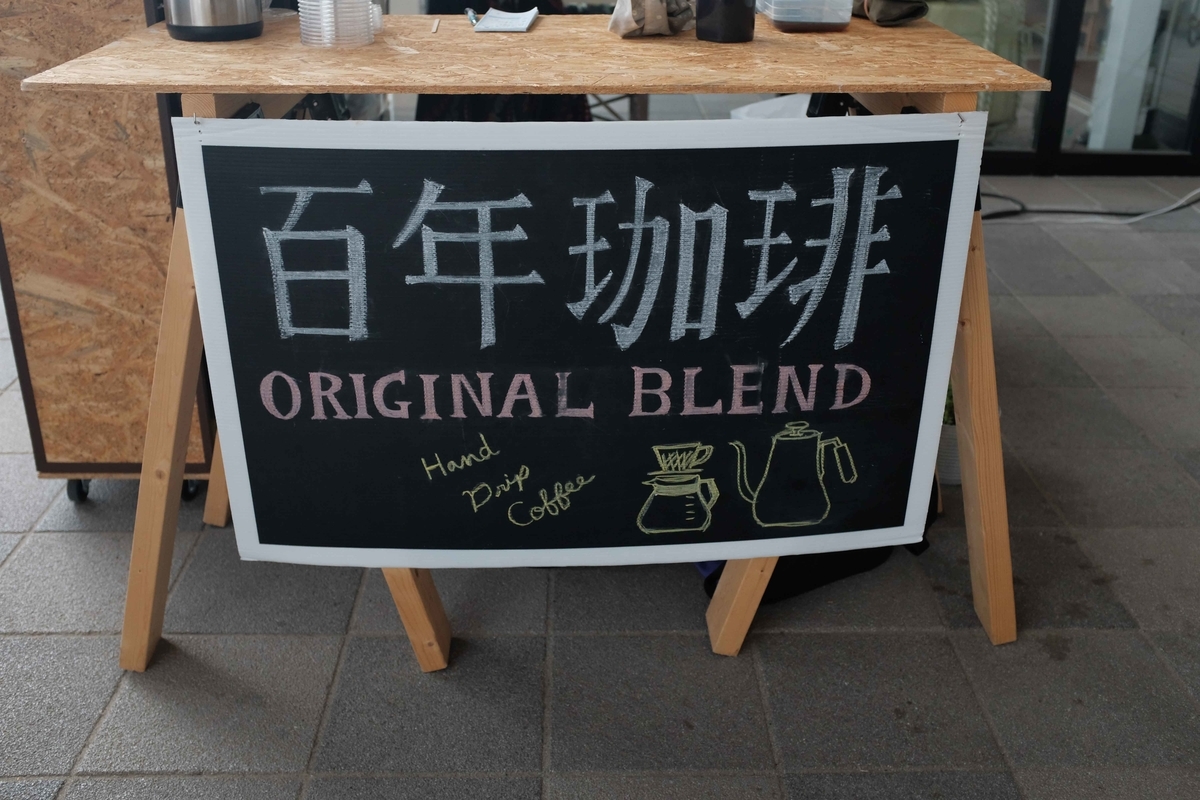 百年珈琲
ORIGINAL BLEND
Hand
Drip
Coffee